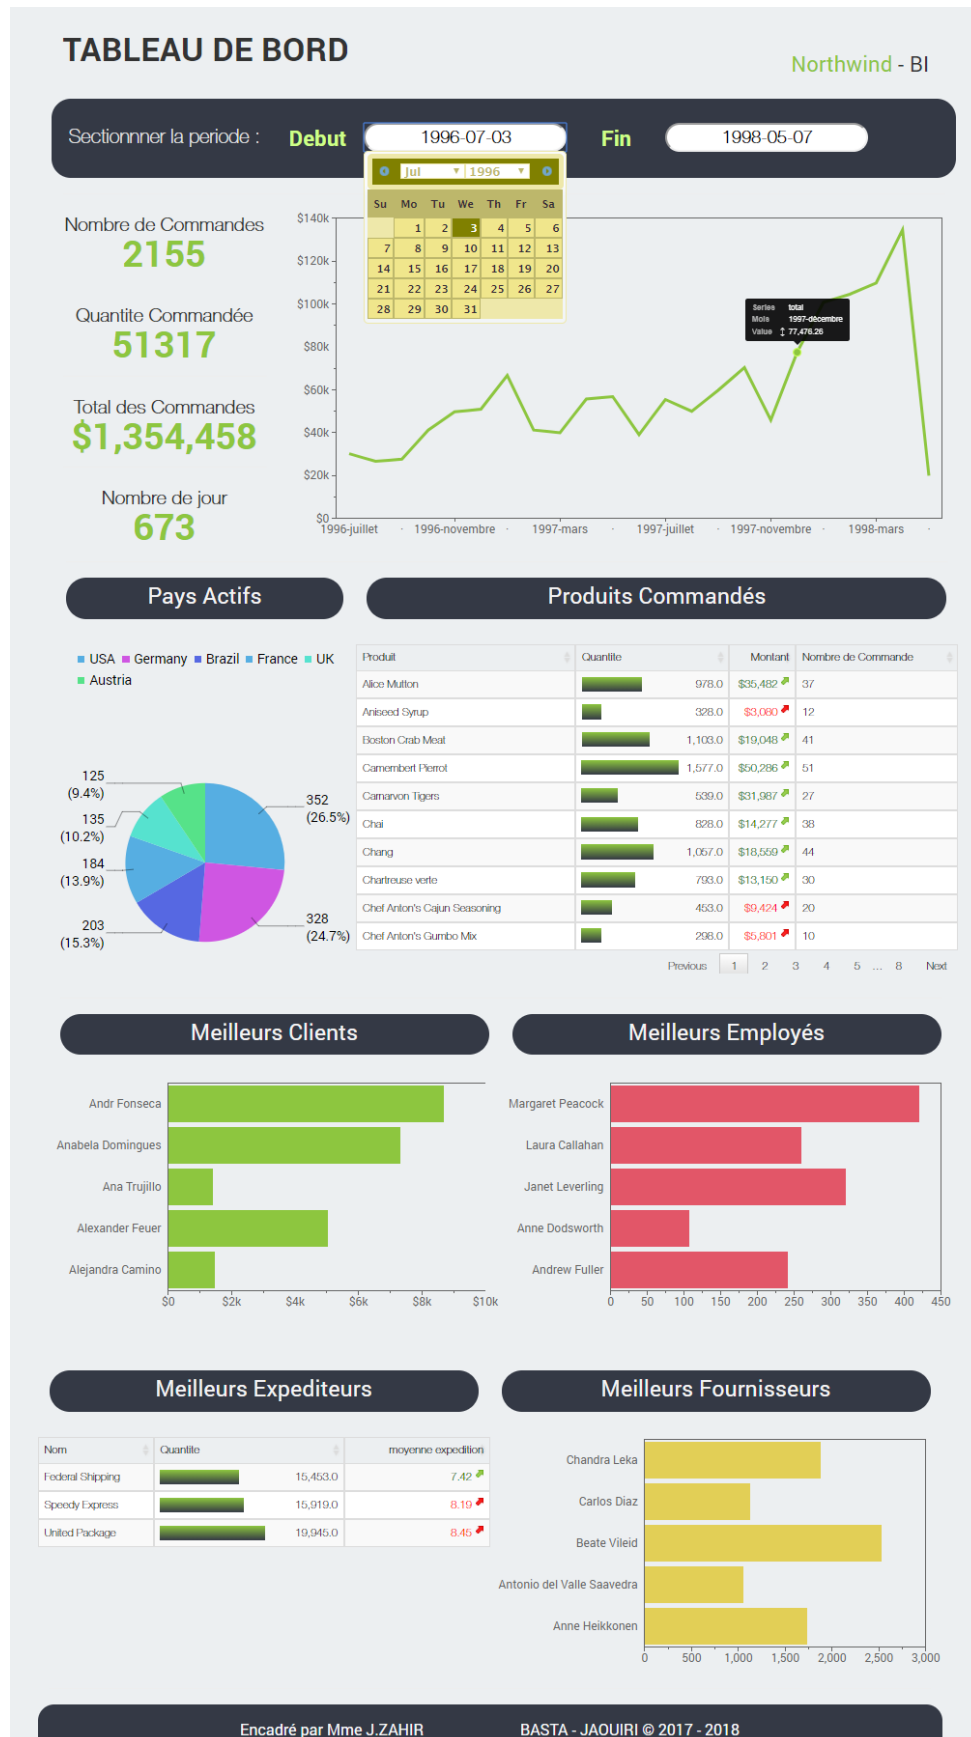 TABLEAU DE BORD
Northwind - BI
Sectionnner la periode :
Debut
1996-07-03
Fin
1998-05-07
Jul
1996
Su Mo Tu We Th Fr Sa
1 2 3 4 5 6
7 8 9 10 11 12 13
14 15 16 17 18 19 20
21 22 23 24 25 26 27
28 29 30 31
Nombre de Commandes
2155
Quantite Commandée
51317
Total des Commandes
$1,354,458
Nombre de jour
673
$140k
$120k
$100k
$80k
$60k
$40k
$20k
$0
Series total
Mois 1997-décembre
Value 77,476.26
1996-juillet 1996-novembre 1997-mars 1997-juillet 1997-novembre 1998-mars
Pays Actifs
USA Germany Brazil France UK
Austria
125
(9.4%)
135
(10.2%)
184
(13.9%)
203
(15.3%)
352
(26.5%)
328
(24.7%)
Produits Commandés
Produit Quantite Montant Nombre de Commande
Alice Mutton 978.0 $35,482 37
Aniseed Syrup 328.0 $3,080 12
Boston Crab Meat 1,103.0 $19,048 41
Camembert Pierrot 1,577.0 $50,286 51
Carnarvon Tigers 539.0 $31,987 27
Chai 828.0 $14,277 38
Chang 1,057.0 $18,559 44
Chartreuse verte 793.0 $13,150 30
Chef Anton's Cajun Seasoning 453.0 $9,424 20
Chef Anton's Gumbo Mix 298.0 $5,801 10
Previous 1 2 3 4 5 … 8 Next
Meilleurs Clients
Andr Fonseca
Anabela Domingues
Ana Trujillo
Alexander Feuer
Alejandra Camino
$0 $2k $4k $6k $8k $10k
Meilleurs Employés
Margaret Peacock
Laura Callahan
Janet Leverling
Anne Dodsworth
Andrew Fuller
0 50 100 150 200 250 300 350 400 450
Meilleurs Expediteurs
Nom Quantite moyenne expedition
Federal Shipping 15,453.0 7.42
Speedy Express 15,919.0 8.19
United Package 19,945.0 8.45
Meilleurs Fournisseurs
Chandra Leka
Carlos Diaz
Beate Vileid
Antonio del Valle Saavedra
Anne Heikkonen
0 500 1,000 1,500 2,000 2,500 3,000
Encadré par Mme J.ZAHIR
BASTA - JAOUIRI © 2017 - 2018